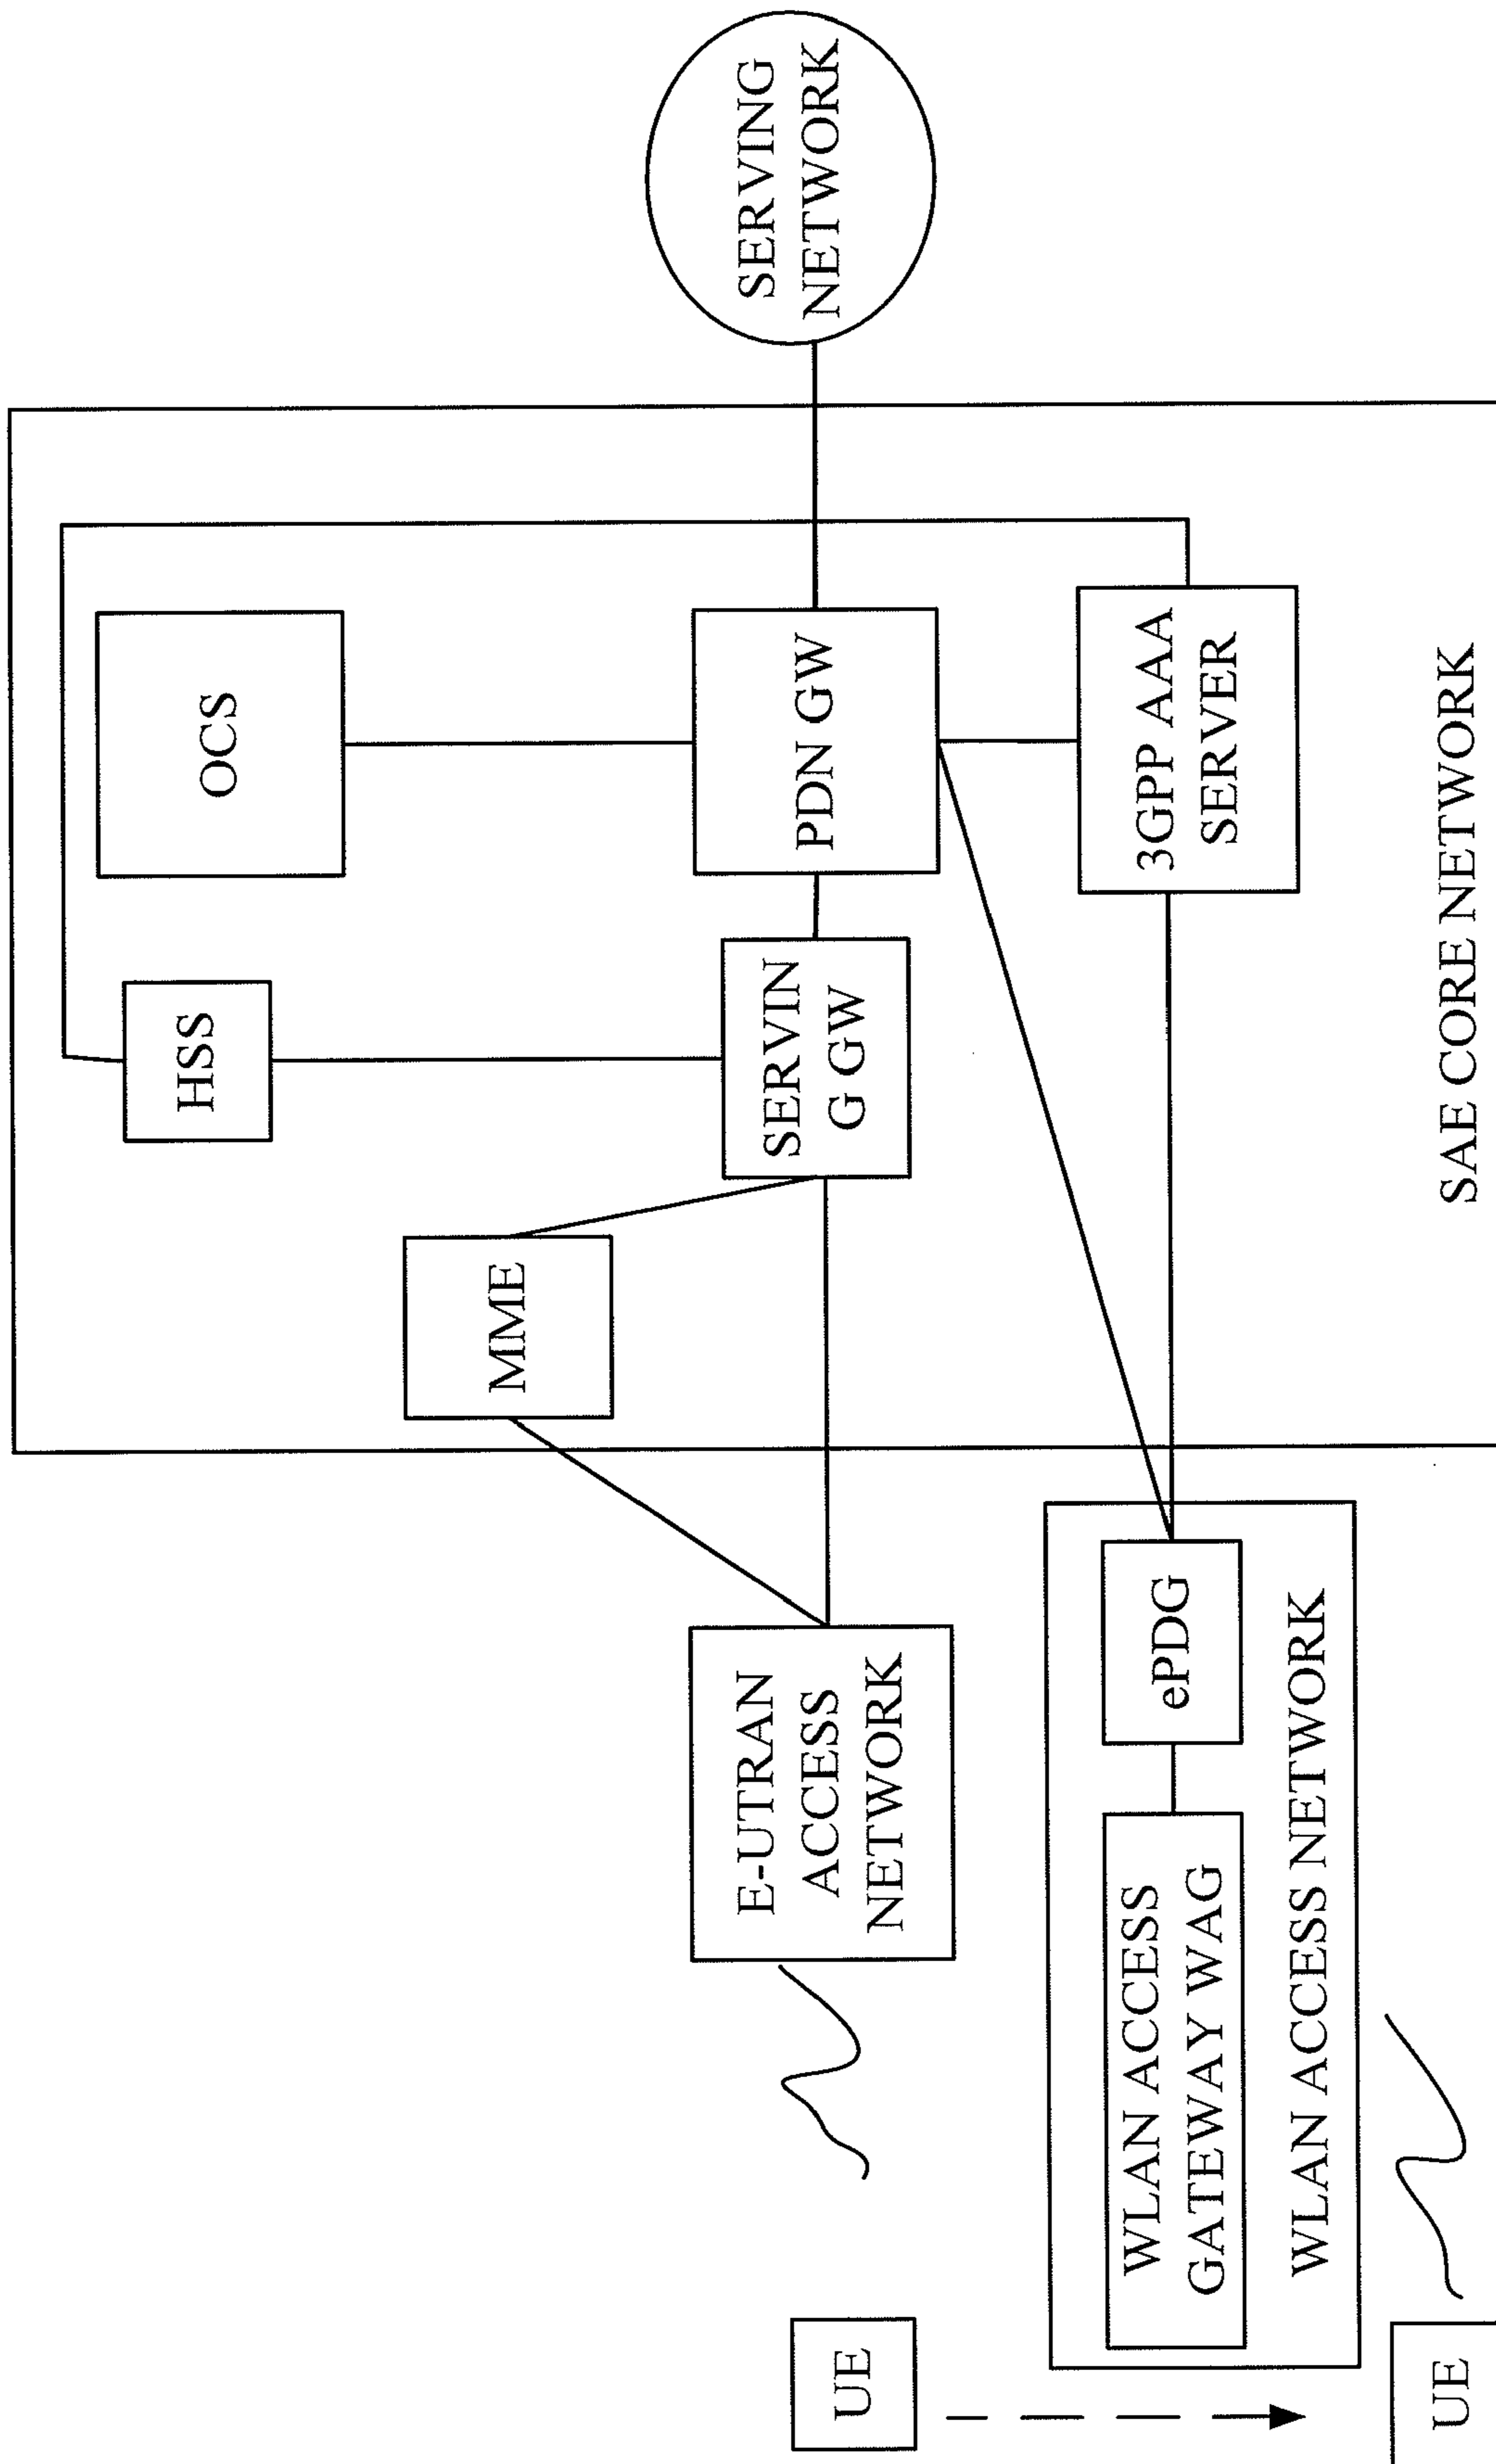 HSS
OCS
MME
SERVIN
G GW
PDN GW
SERVING
NETWORK
E-UTRAN
ACCESS
NETWORK
UE
WLAN ACCESS
GATEWAY WAG
ePDG
3GPP AAA
SERVER
WLAN ACCESS NETWORK
SAE CORE NETWORK
UE